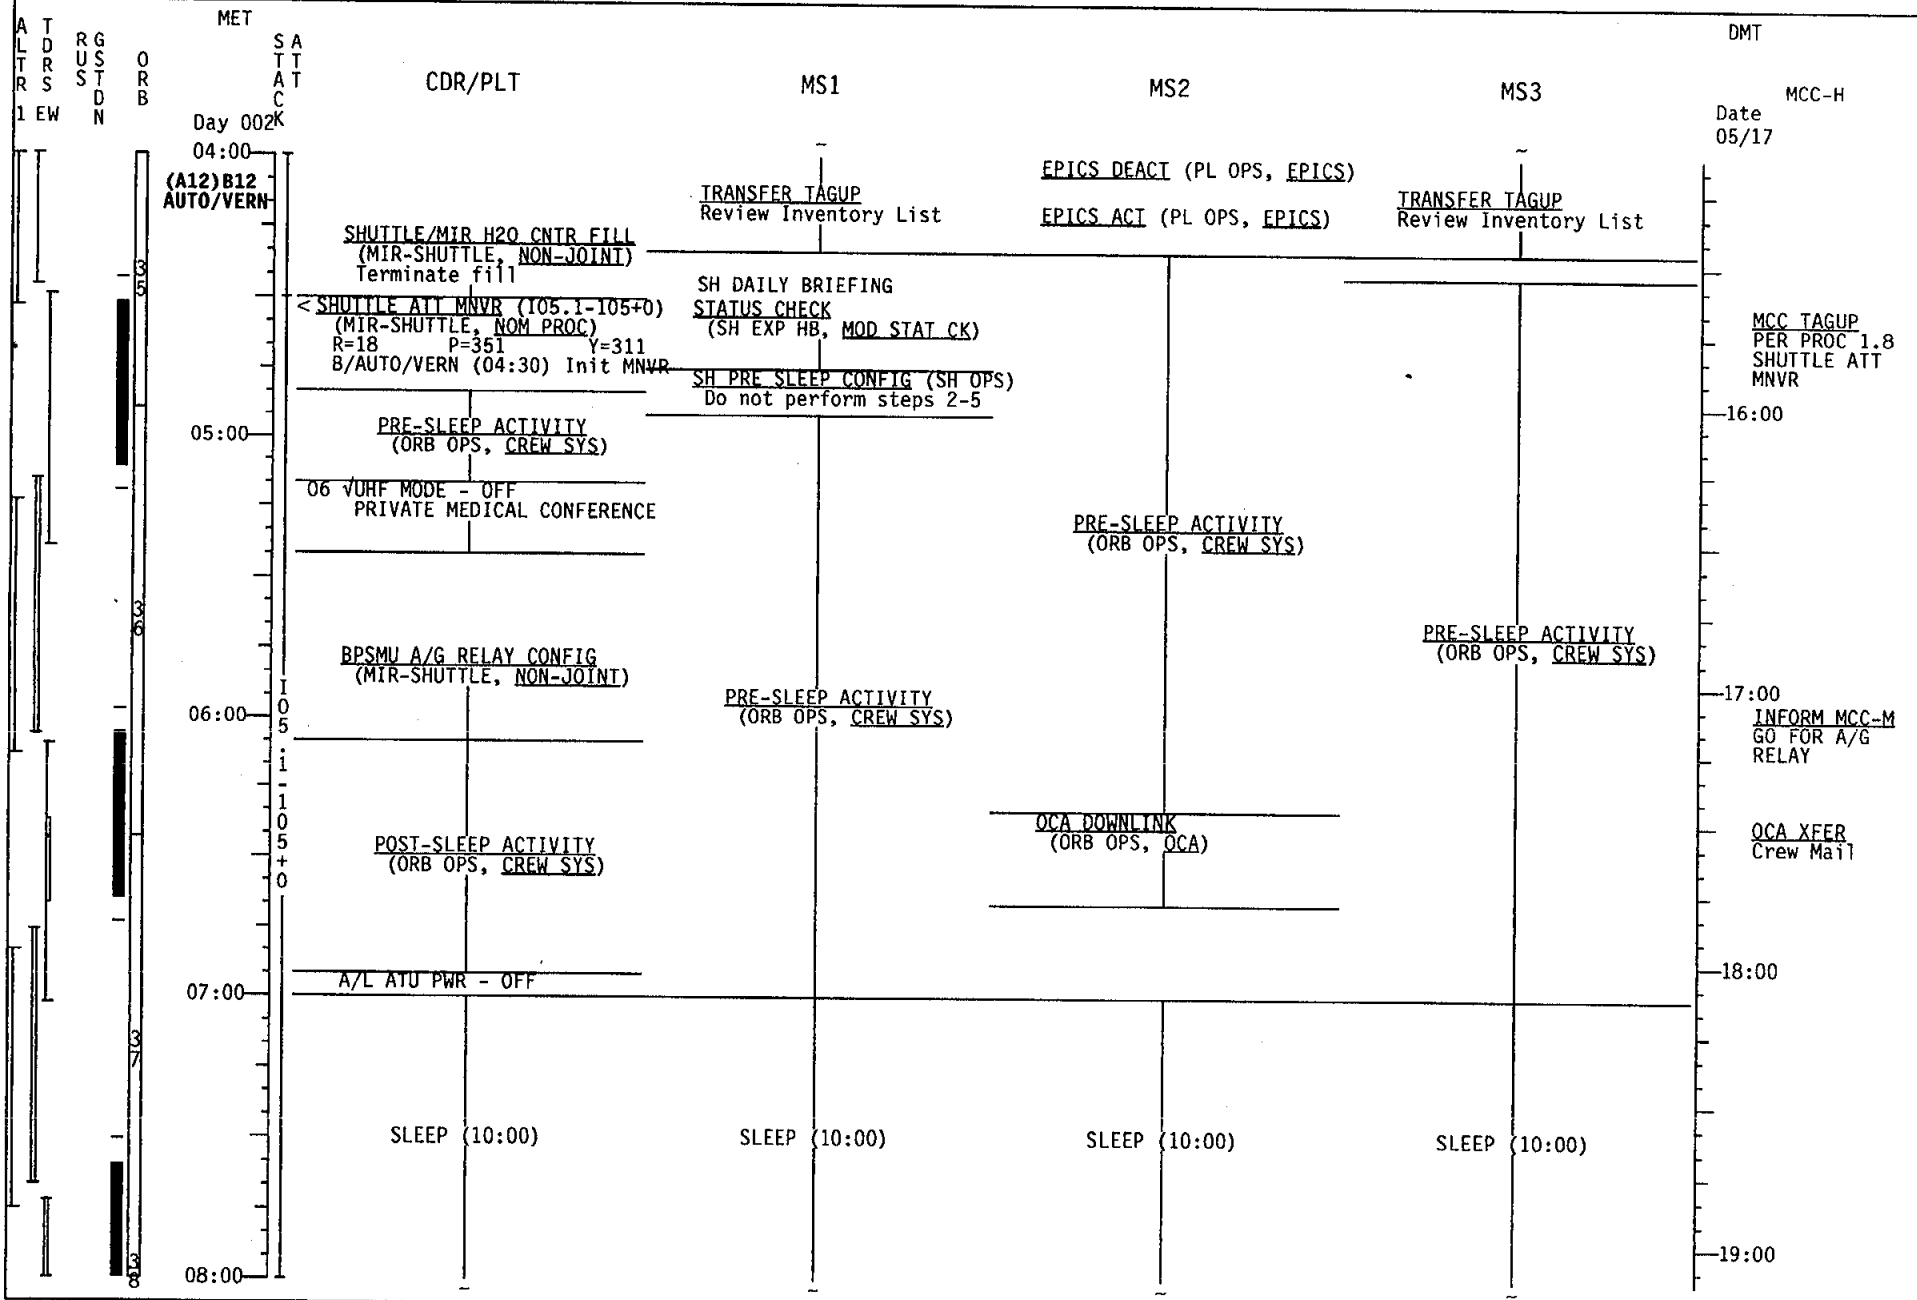 MET
DMT
ALTR 1
TDRS EW
RUS
GSTDN
ORB
STACK
ATT
CDR/PLT
MS1
MS2
MS3
MCC-H
Day 002
Date
05/17
04:00
(A12)B12
AUTO/VERN
05:00
06:00
07:00
08:00
35
36
37
38
I05.1-105+0
SHUTTLE/MIR H2O CNTR FILL
(MIR-SHUTTLE, NON-JOINT)
Terminate fill
< SHUTTLE ATT MNVR (I05.1-105+0)
(MIR-SHUTTLE, NOM PROC)
R=18 P=351 Y=311
B/AUTO/VERN (04:30) Init MNVR
PRE-SLEEP ACTIVITY
(ORB OPS, CREW SYS)
06 √UHF MODE - OFF
PRIVATE MEDICAL CONFERENCE
BPSMU A/G RELAY CONFIG
(MIR-SHUTTLE, NON-JOINT)
POST-SLEEP ACTIVITY
(ORB OPS, CREW SYS)
A/L ATU PWR - OFF
SLEEP (10:00)
~
TRANSFER TAGUP
Review Inventory List
SH DAILY BRIEFING
STATUS CHECK
(SH EXP HB, MOD STAT CK)
SH PRE SLEEP CONFIG (SH OPS)
Do not perform steps 2-5
PRE-SLEEP ACTIVITY
(ORB OPS, CREW SYS)
SLEEP (10:00)
~
EPICS DEACT (PL OPS, EPICS)
EPICS ACT (PL OPS, EPICS)
PRE-SLEEP ACTIVITY
(ORB OPS, CREW SYS)
OCA DOWNLINK
(ORB OPS, OCA)
SLEEP (10:00)
~
~
TRANSFER TAGUP
Review Inventory List
PRE-SLEEP ACTIVITY
(ORB OPS, CREW SYS)
SLEEP (10:00)
~
MCC TAGUP
PER PROC 1.8
SHUTTLE ATT
MNVR
16:00
17:00
INFORM MCC-M
GO FOR A/G
RELAY
OCA XFER
Crew Mail
18:00
19:00